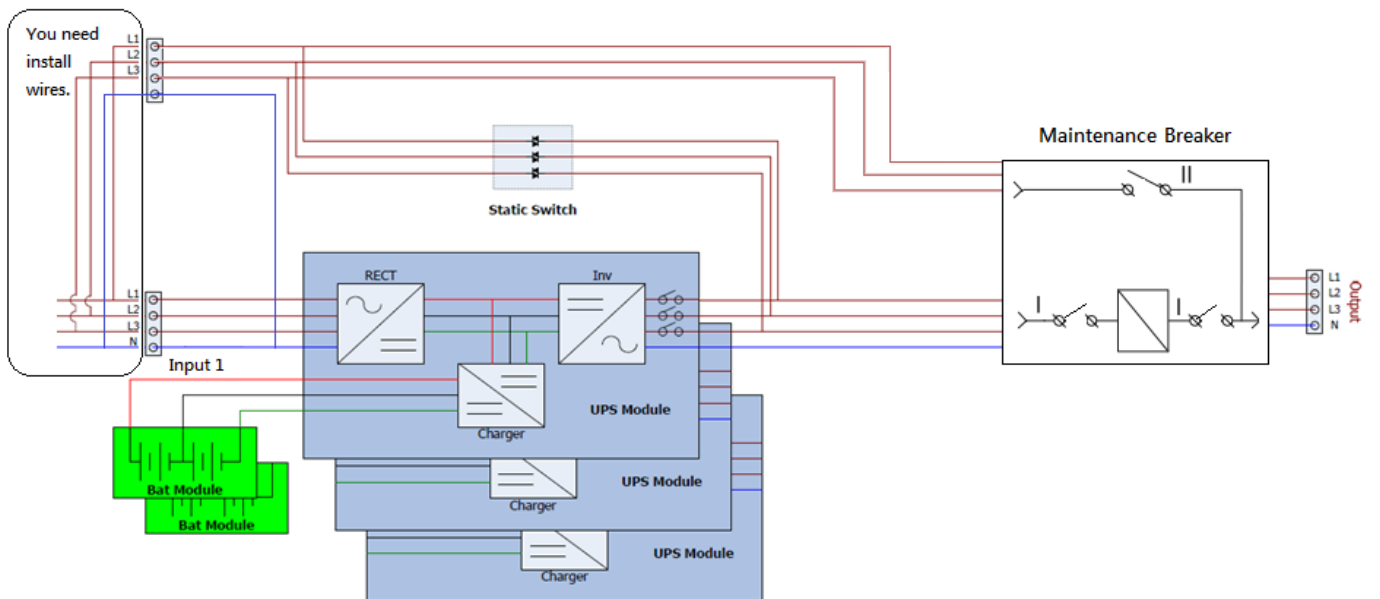 You need
install
wires.
L1
L2
L3
Maintenance Breaker
II
Static Switch
RECT
Inv
L1
L2
L3
N
I
I
L1
L2
L3
N
Output
Input 1
UPS Module
Charger
Bat Module
UPS Module
Charger
Bat Module
UPS Module
Charger